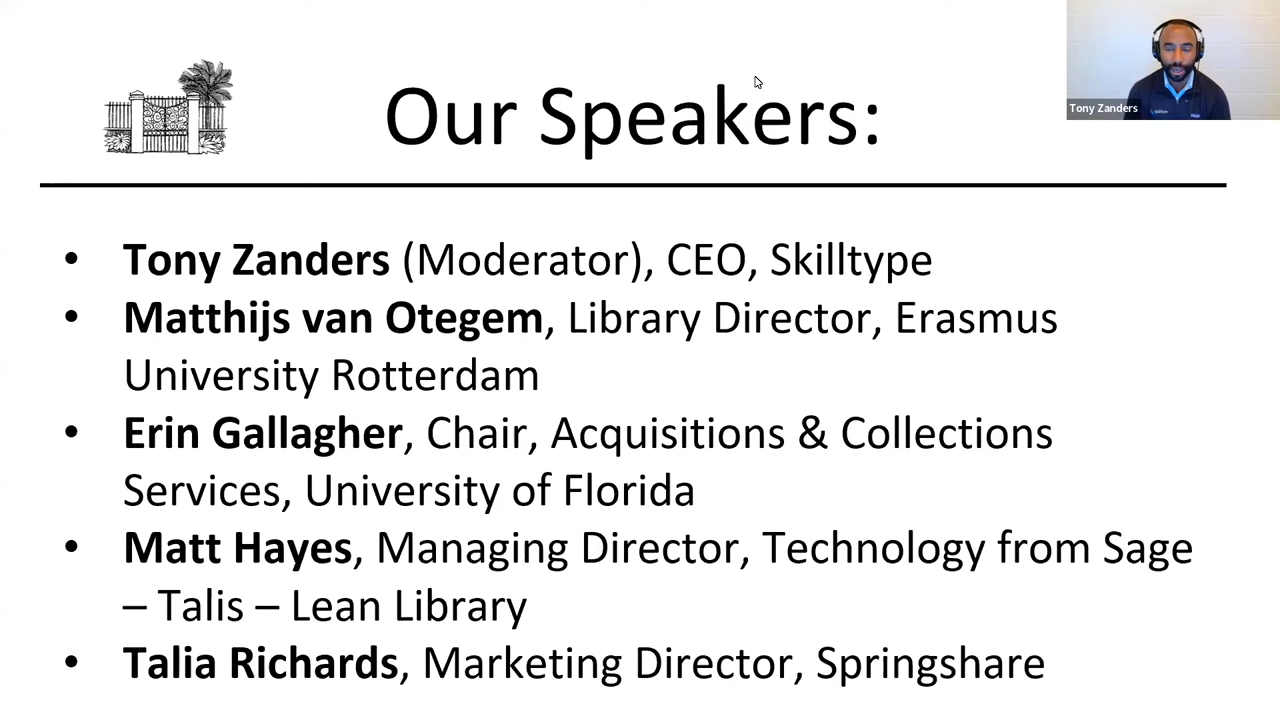 Our Speakers:
Tony Zanders
• Tony Zanders (Moderator), CEO, Skilltype
• Matthijs van Otegem, Library Director, Erasmus
University Rotterdam
• Erin Gallagher, Chair, Acquisitions & Collections
Services, University of Florida
• Matt Hayes, Managing Director, Technology from Sage
– Talis – Lean Library
• Talia Richards, Marketing Director, Springshare